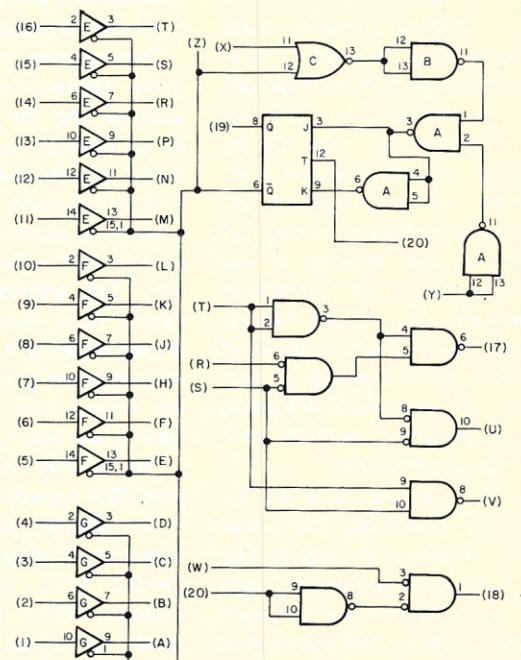 (16) 2 E 3 (T)
(15) 4 E 5 (S)
(14) 6 E 7 (R)
(13) 10 E 9 (P)
(12) 12 E 11 (N)
(11) 14 E 13 (M)
15,1
(10) 2 F 3 (L)
(9) 4 F 5 (K)
(8) 6 F 7 (J)
(7) 10 F 9 (H)
(6) 12 F 11 (F)
(5) 14 F 13 (E)
15,1
(4) 2 G 3 (D)
(3) 4 G 5 (C)
(2) 6 G 7 (B)
(1) 10 G 9 (A)
1
(Z) (X) 11 12 C 13 12 13 B 11
(19) 8 Q J 3 3 A 1 2
T 12
6 Q̅ K 9 6 A 4 5
11
A
12 13
(20)
(Y)
(T) 1 2 3 4 5 6 (17)
(R) 6
(S) 5
8 9 10 (U)
9 10 8 (V)
(W) 3 2 1 (18)
(20) 9 10 8